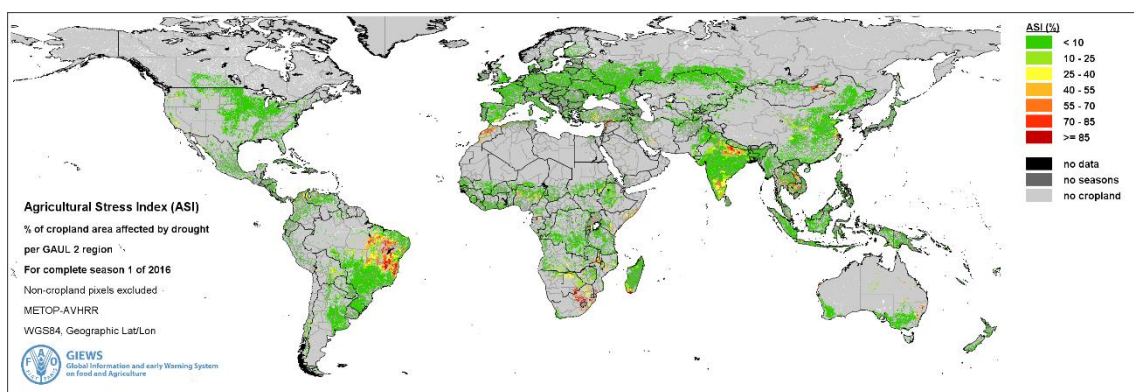 Agricultural Stress Index (ASI)
% of cropland area affected by drought
per GAUL 2 region
For complete season 1 of 2016
Non-cropland pixels excluded
METOP-AVHRR
WGS84, Geographic Lat/Lon
FAO
FIAT PANIS
GIEWS
Global Information and early Warning System
on food and Agriculture
ASI (%)
< 10
10 - 25
25 - 40
40 - 55
55 - 70
70 - 85
>= 85
no data
no seasons
no cropland